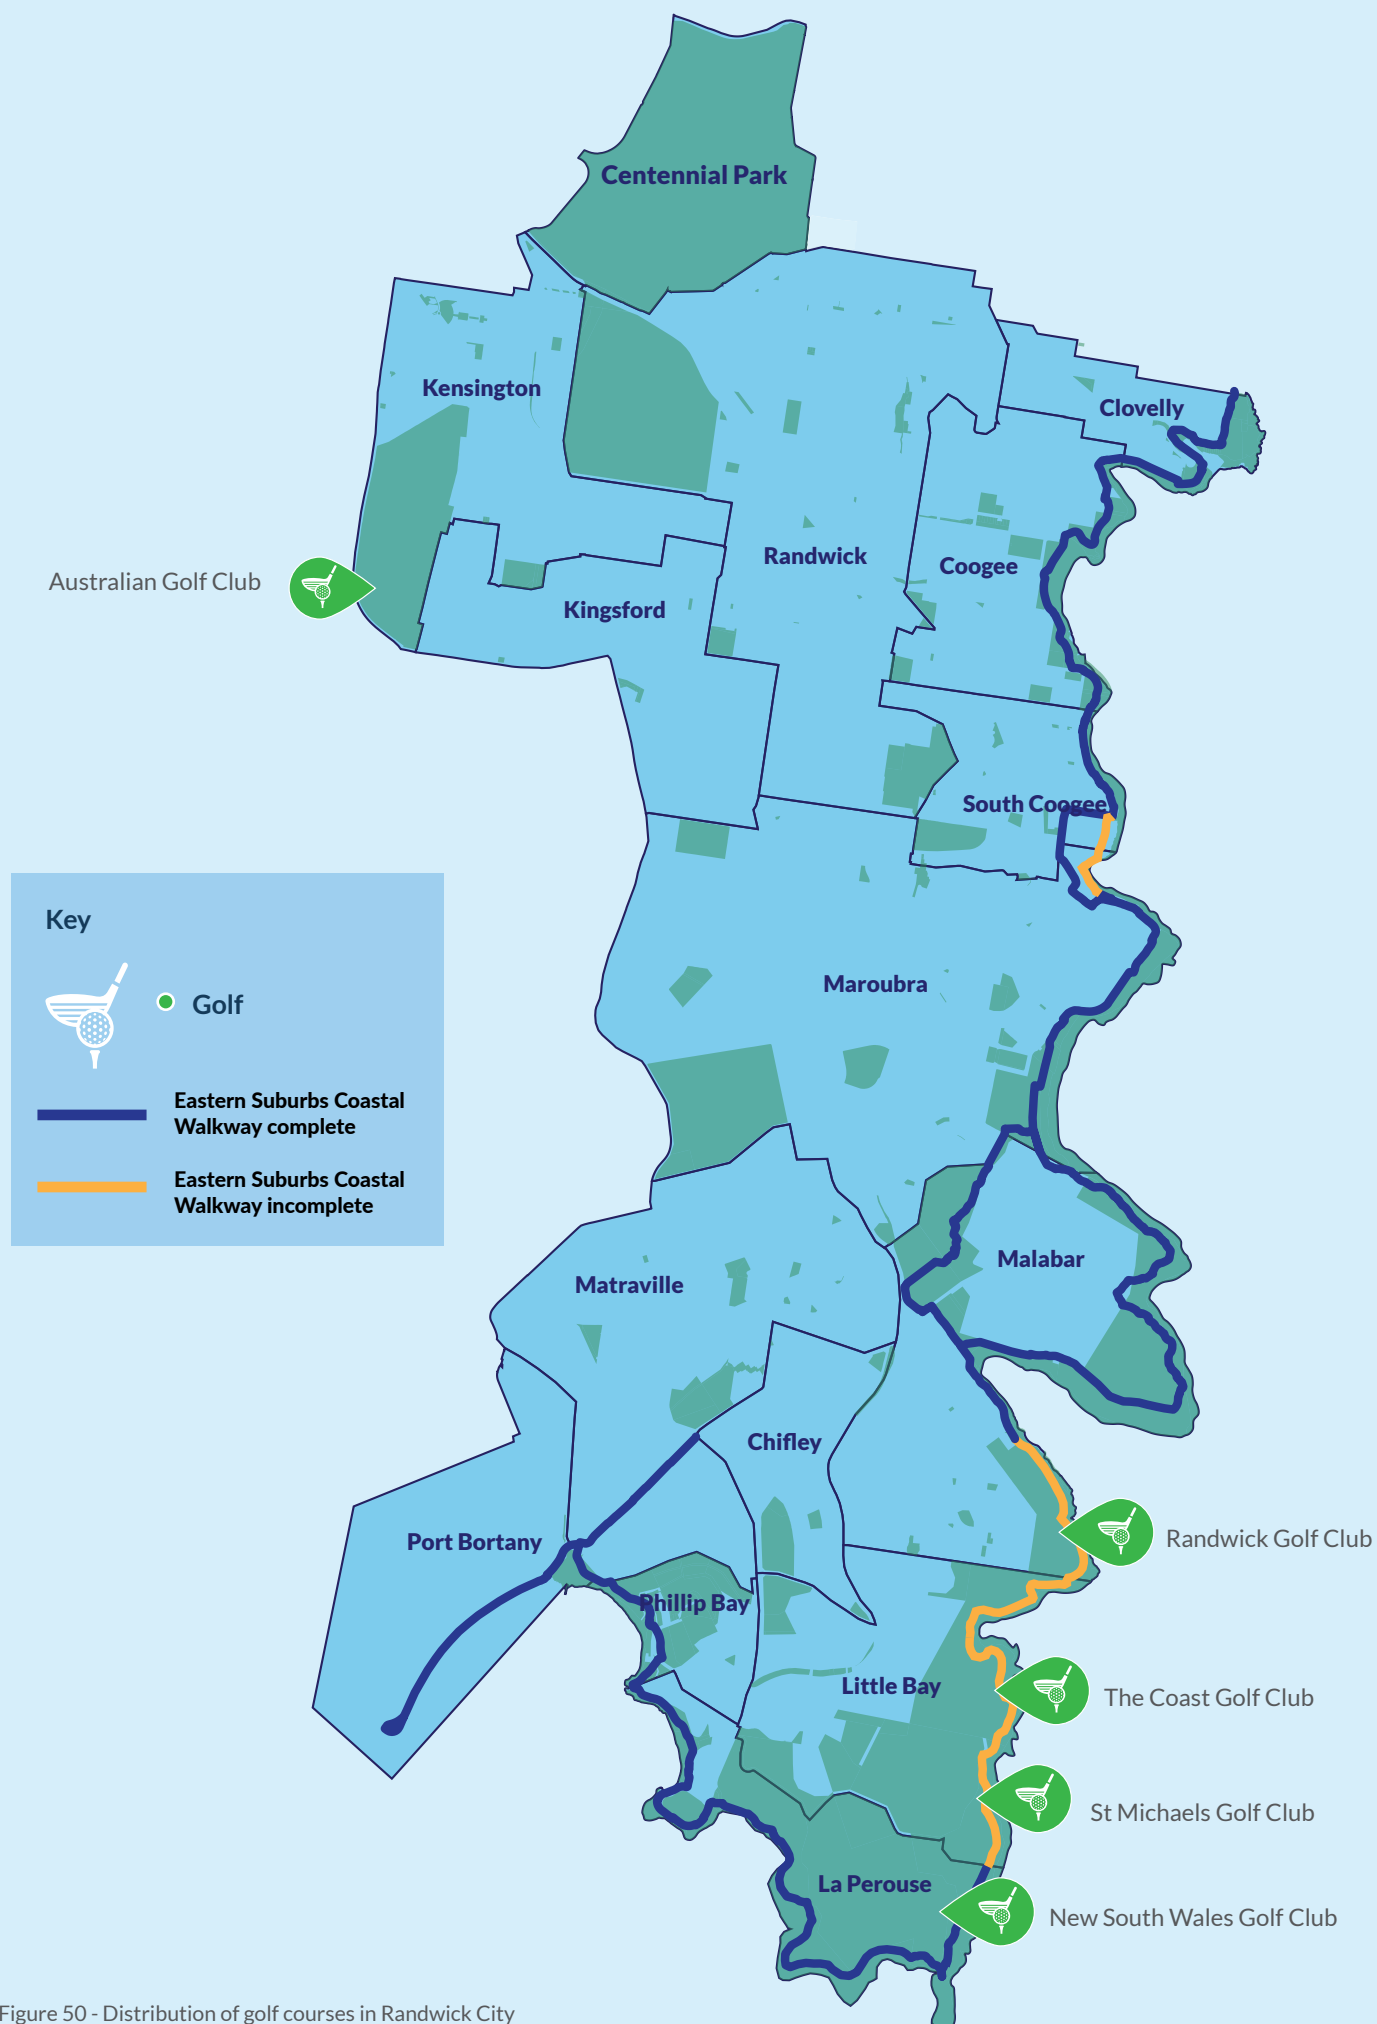 Centennial Park
Kensington
Clovelly
Randwick
Coogee
Australian Golf Club
Kingsford
South Coogee
Key
Golf
Eastern Suburbs Coastal
Walkway complete
Eastern Suburbs Coastal
Walkway incomplete
Maroubra
Malabar
Matraville
Chifley
Port Bortany
Randwick Golf Club
Phillip Bay
Little Bay
The Coast Golf Club
St Michaels Golf Club
La Perouse
New South Wales Golf Club
Figure 50 - Distribution of golf courses in Randwick City